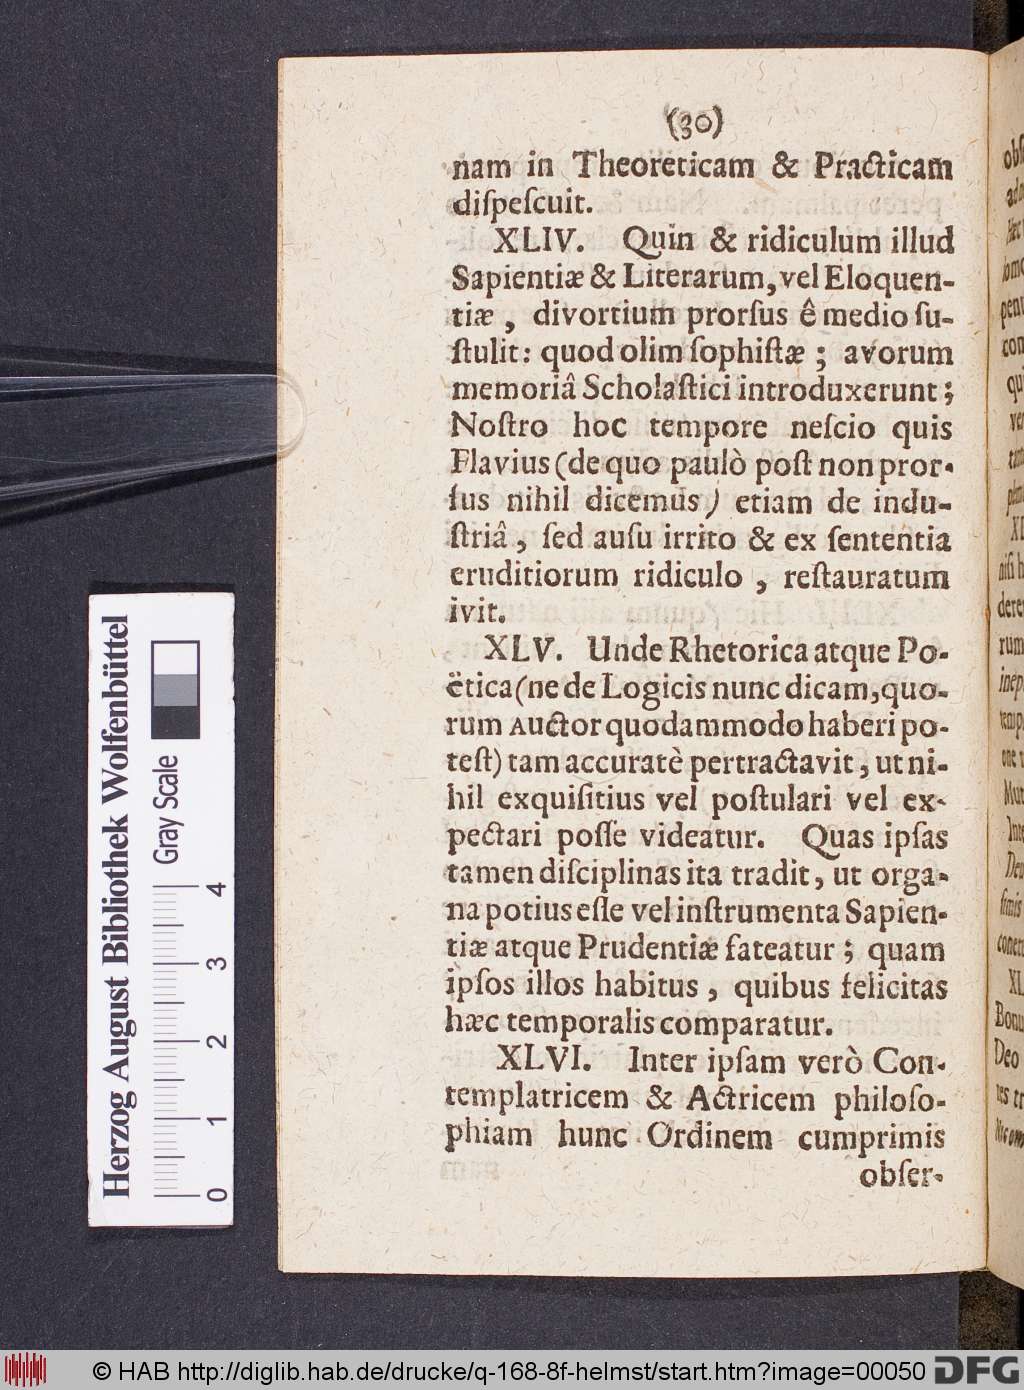 (30)
nam in Theoreticam & Practicam
diſpeſcuit.
XLIV. Quin & ridiculum illud
Sapientiæ & Literarum, vel Eloquen-
tiæ, divortium prorſus ê medio ſu-
ſtulit: quod olim ſophiſtæ; avorum
memoriâ Scholaſtici introduxerunt;
Noſtro hoc tempore neſcio quis
Flavius (de quo paulò poſt non pror-
ſus nihil dicemus) etiam de indu-
ſtriâ, ſed auſu irrito & ex ſententia
eruditiorum ridiculo, reſtauratum
ivit.
XLV. Unde Rhetorica atque Po-
ëtica (ne de Logicis nunc dicam, quo-
rum Auctor quodammodo haberi po-
teſt) tam accuratè pertractavit, ut ni-
hil exquiſitius vel poſtulari vel ex-
pectari poſſe videatur. Quas ipſas
tamen diſciplinas ita tradit, ut orga-
na potius eſſe vel inſtrumenta Sapien-
tiæ atque Prudentiæ fateatur; quam
ipſos illos habitus, quibus felicitas
hæc temporalis comparatur.
XLVI. Inter ipſam verò Con-
templatricem & Actricem philoſo-
phiam hunc Ordinem cumprimis
obſer-
Herzog August Bibliothek Wolfenbüttel
Gray Scale
0 1 2 3 4
© HAB http://diglib.hab.de/drucke/q-168-8f-helmst/start.htm?image=00050
DFG